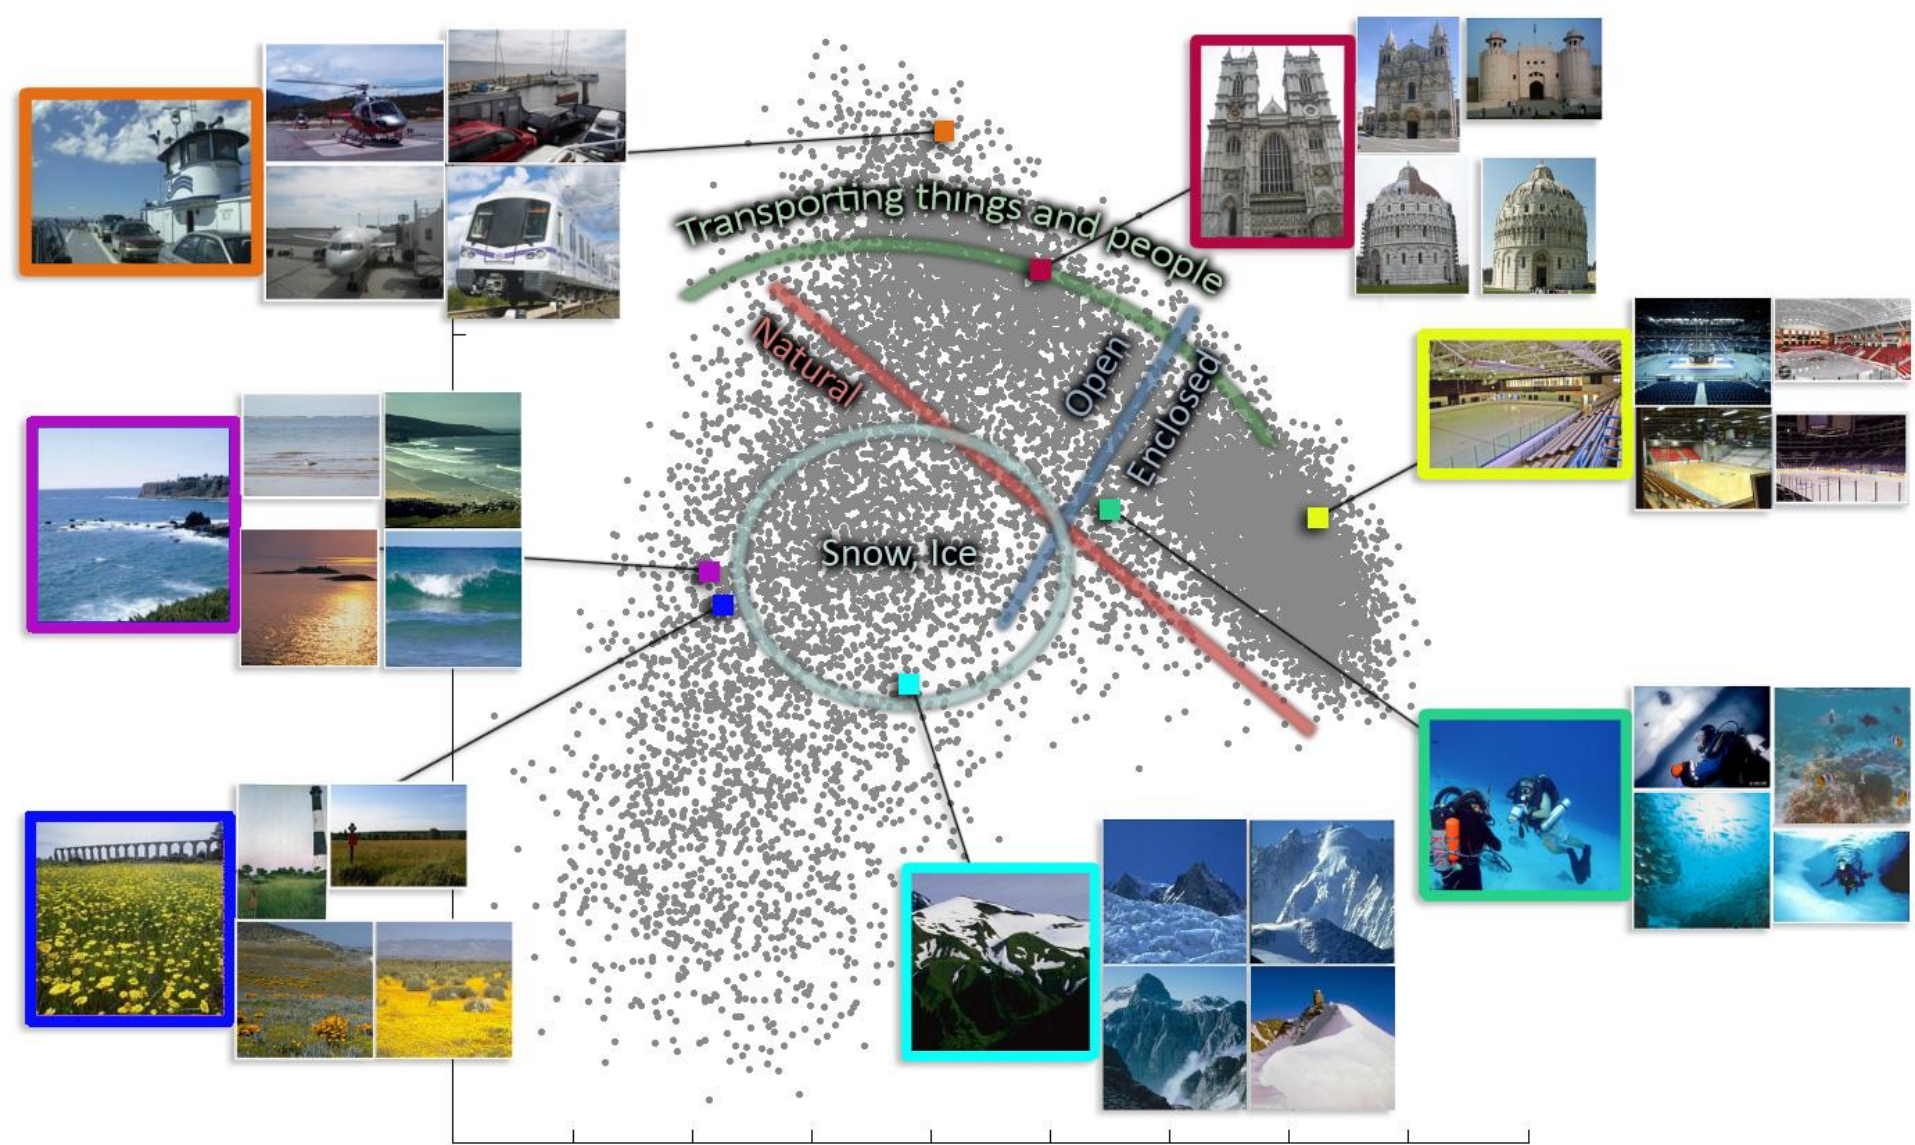 Transporting things and people
Natural
Open
Enclosed
Snow, Ice